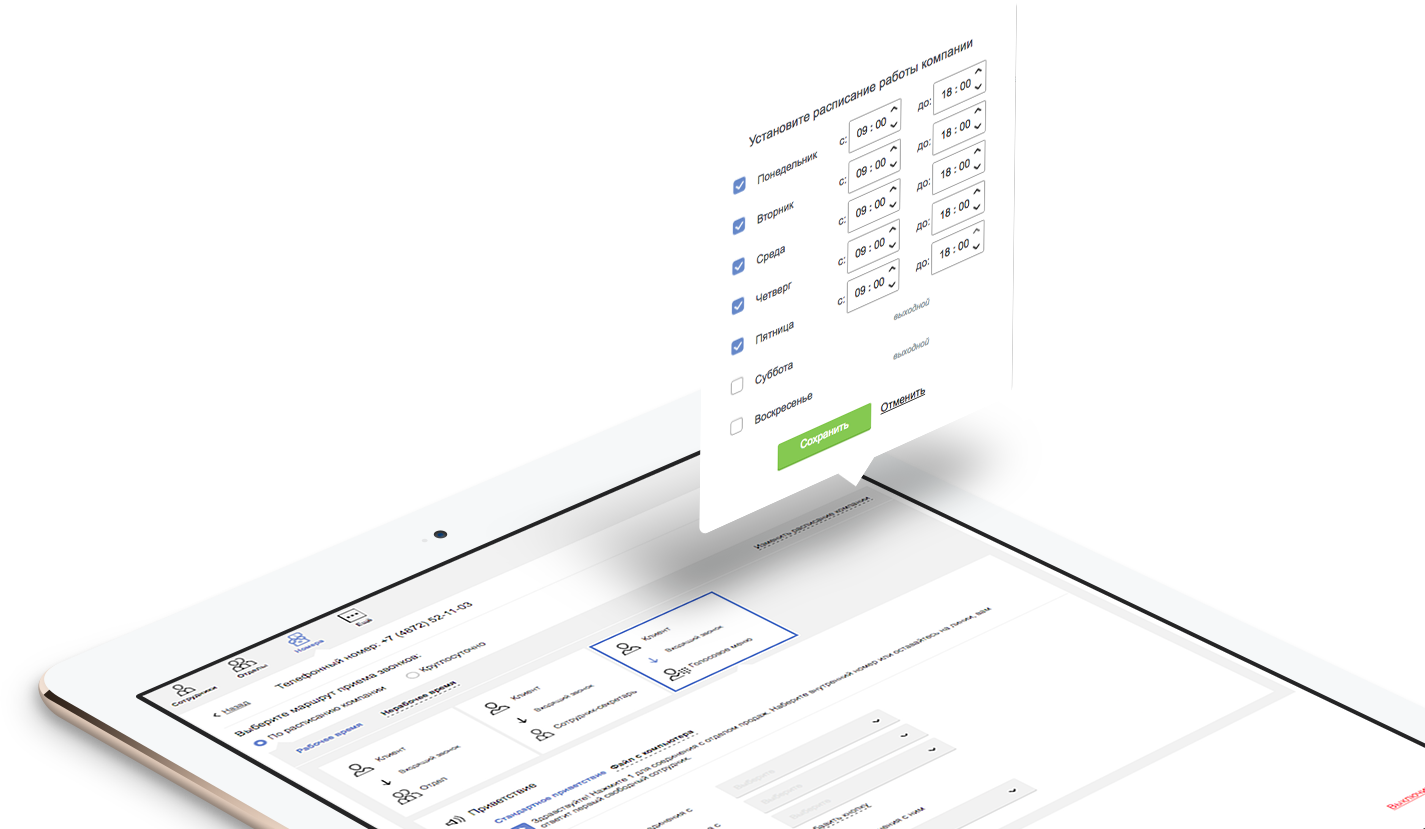 Установите расписание работы компании
Понедельник с: 09 : 00 до: 18 : 00
Вторник с: 09 : 00 до: 18 : 00
Среда с: 09 : 00 до: 18 : 00
Четверг с: 09 : 00 до: 18 : 00
Пятница с: 09 : 00 до: 18 : 00
Суббота выходной
Воскресенье выходной
Сохранить Отменить
Изменить расписание компании
Сотрудники Отделы Номера Ещё
Назад Телефонный номер: +7 (4872) 52-11-03
Выберите маршрут приема звонков:
По расписанию компании Круглосуточно
Рабочее время Нерабочее время
Клиент
Входящий звонок
Отдел
Клиент
Входящий звонок
Сотрудник-секретарь
Клиент
Входящий звонок
Голосовое меню
Приветствие
Стандартное приветствие Файл с компьютера
Здравствуйте! Нажмите 1 для соединения с отделом продаж. Наберите внутренний номер или оставайтесь на линии, вам
ответит первый свободный сотрудник.
Выберите
Выберите
Выберите
кнопку